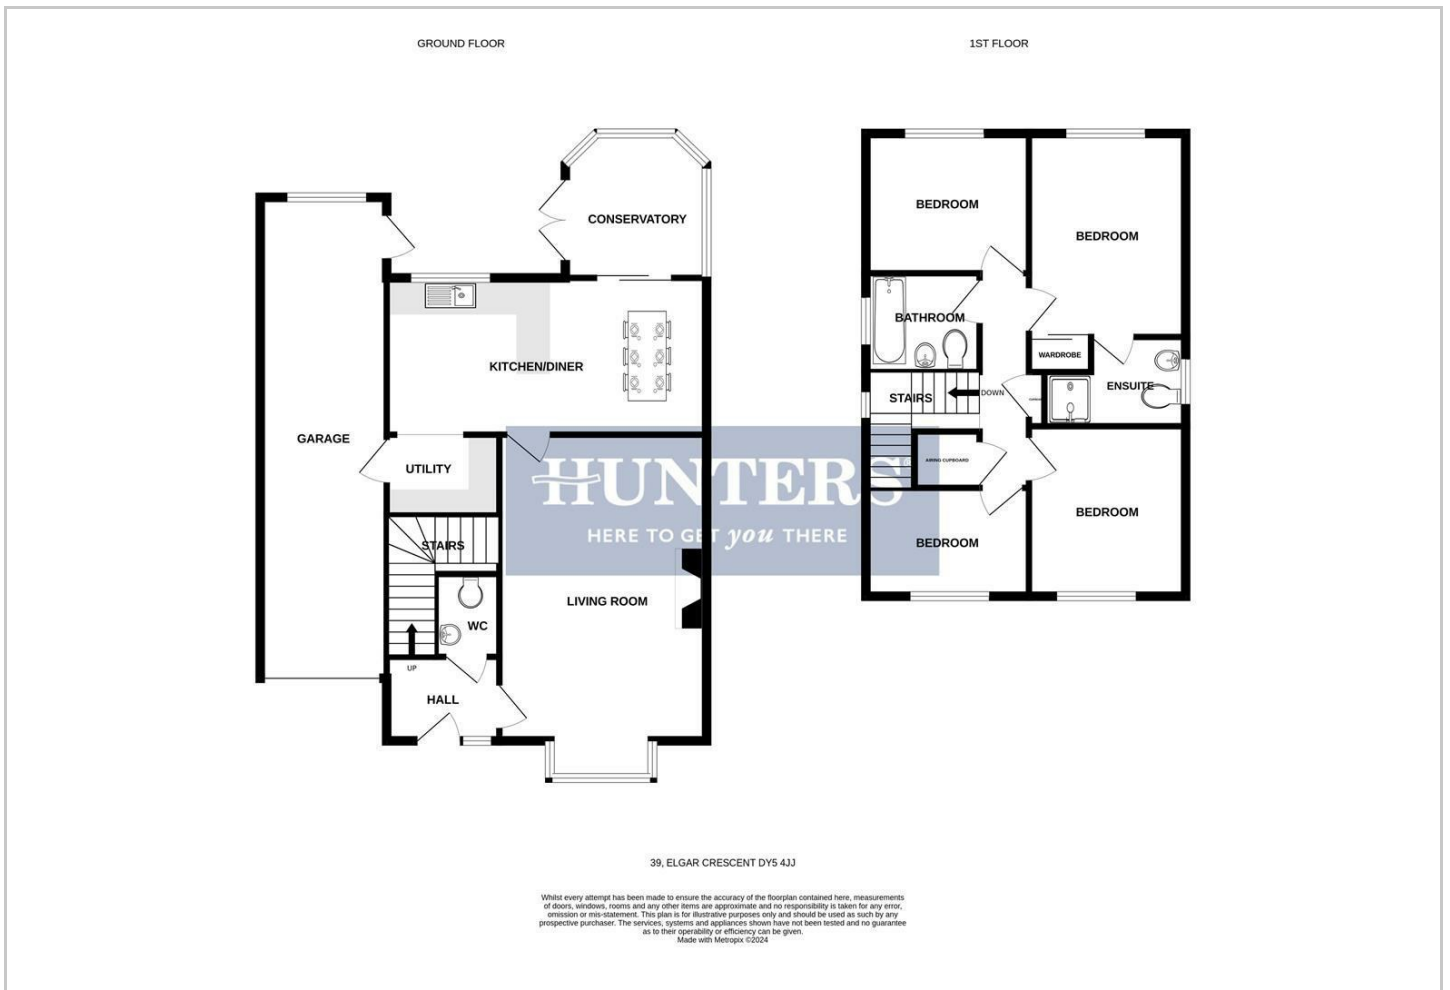 GROUND FLOOR
1ST FLOOR
CONSERVATORY
KITCHEN/DINER
GARAGE
UTILITY
STAIRS
WC
UP
HALL
LIVING ROOM
BEDROOM
BEDROOM
BATHROOM
WARDROBE
ENSUITE
STAIRS
DOWN
AIRING CUPBOARD
BEDROOM
BEDROOM
HUNTERS
HERE TO GET you THERE
39, ELGAR CRESCENT DY5 4JJ
Whilst every attempt has been made to ensure the accuracy of the floorplan contained here, measurements
of doors, windows, rooms and any other items are approximate and no responsibility is taken for any error,
omission or mis-statement. This plan is for illustrative purposes only and should be used as such by any
prospective purchaser. The services, systems and appliances shown have not been tested and no guarantee
as to their operability or efficiency can be given.
Made with Metropix ©2024